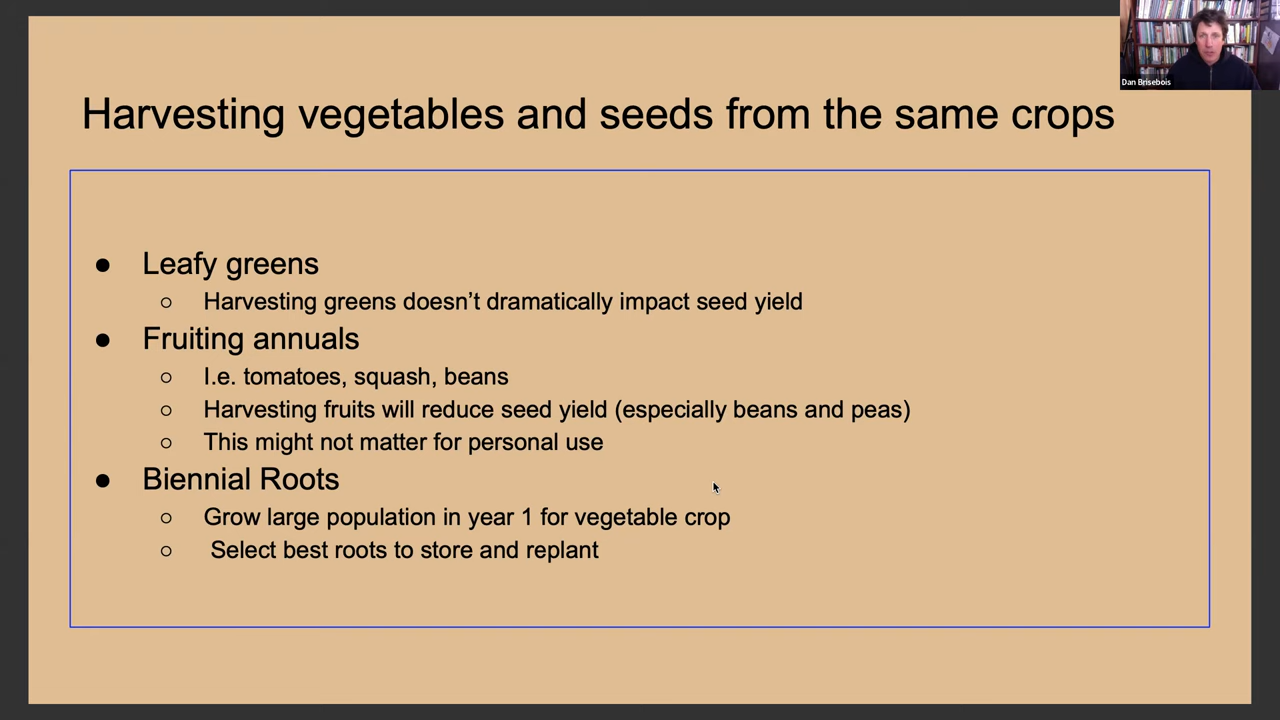 Dan Brisebois
Harvesting vegetables and seeds from the same crops
● Leafy greens
○ Harvesting greens doesn’t dramatically impact seed yield
● Fruiting annuals
○ I.e. tomatoes, squash, beans
○ Harvesting fruits will reduce seed yield (especially beans and peas)
○ This might not matter for personal use
● Biennial Roots
○ Grow large population in year 1 for vegetable crop
○ Select best roots to store and replant